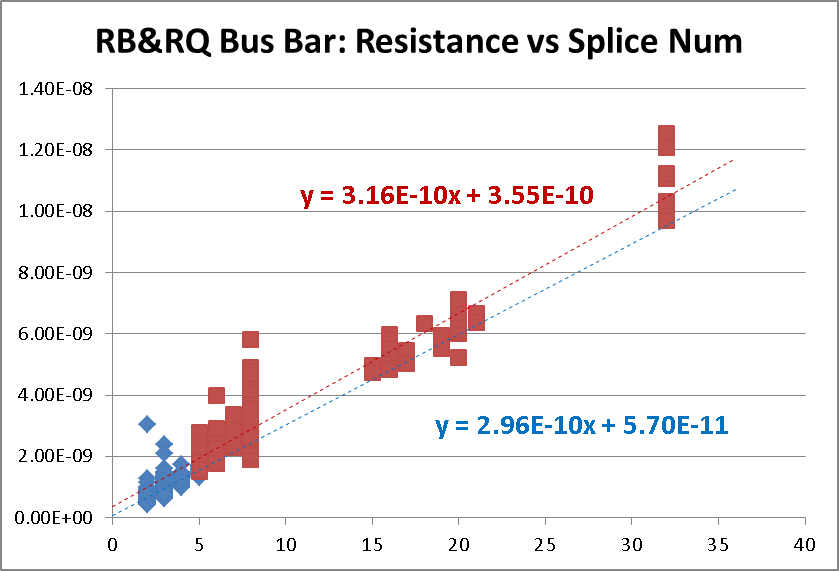 RB&RQ Bus Bar: Resistance vs Splice Num
1.40E-08
1.20E-08
y = 3.16E-10x + 3.55E-10
1.00E-08
8.00E-09
6.00E-09
4.00E-09
y = 2.96E-10x + 5.70E-11
2.00E-09
0.00E+00
0 5 10 15 20 25 30 35 40